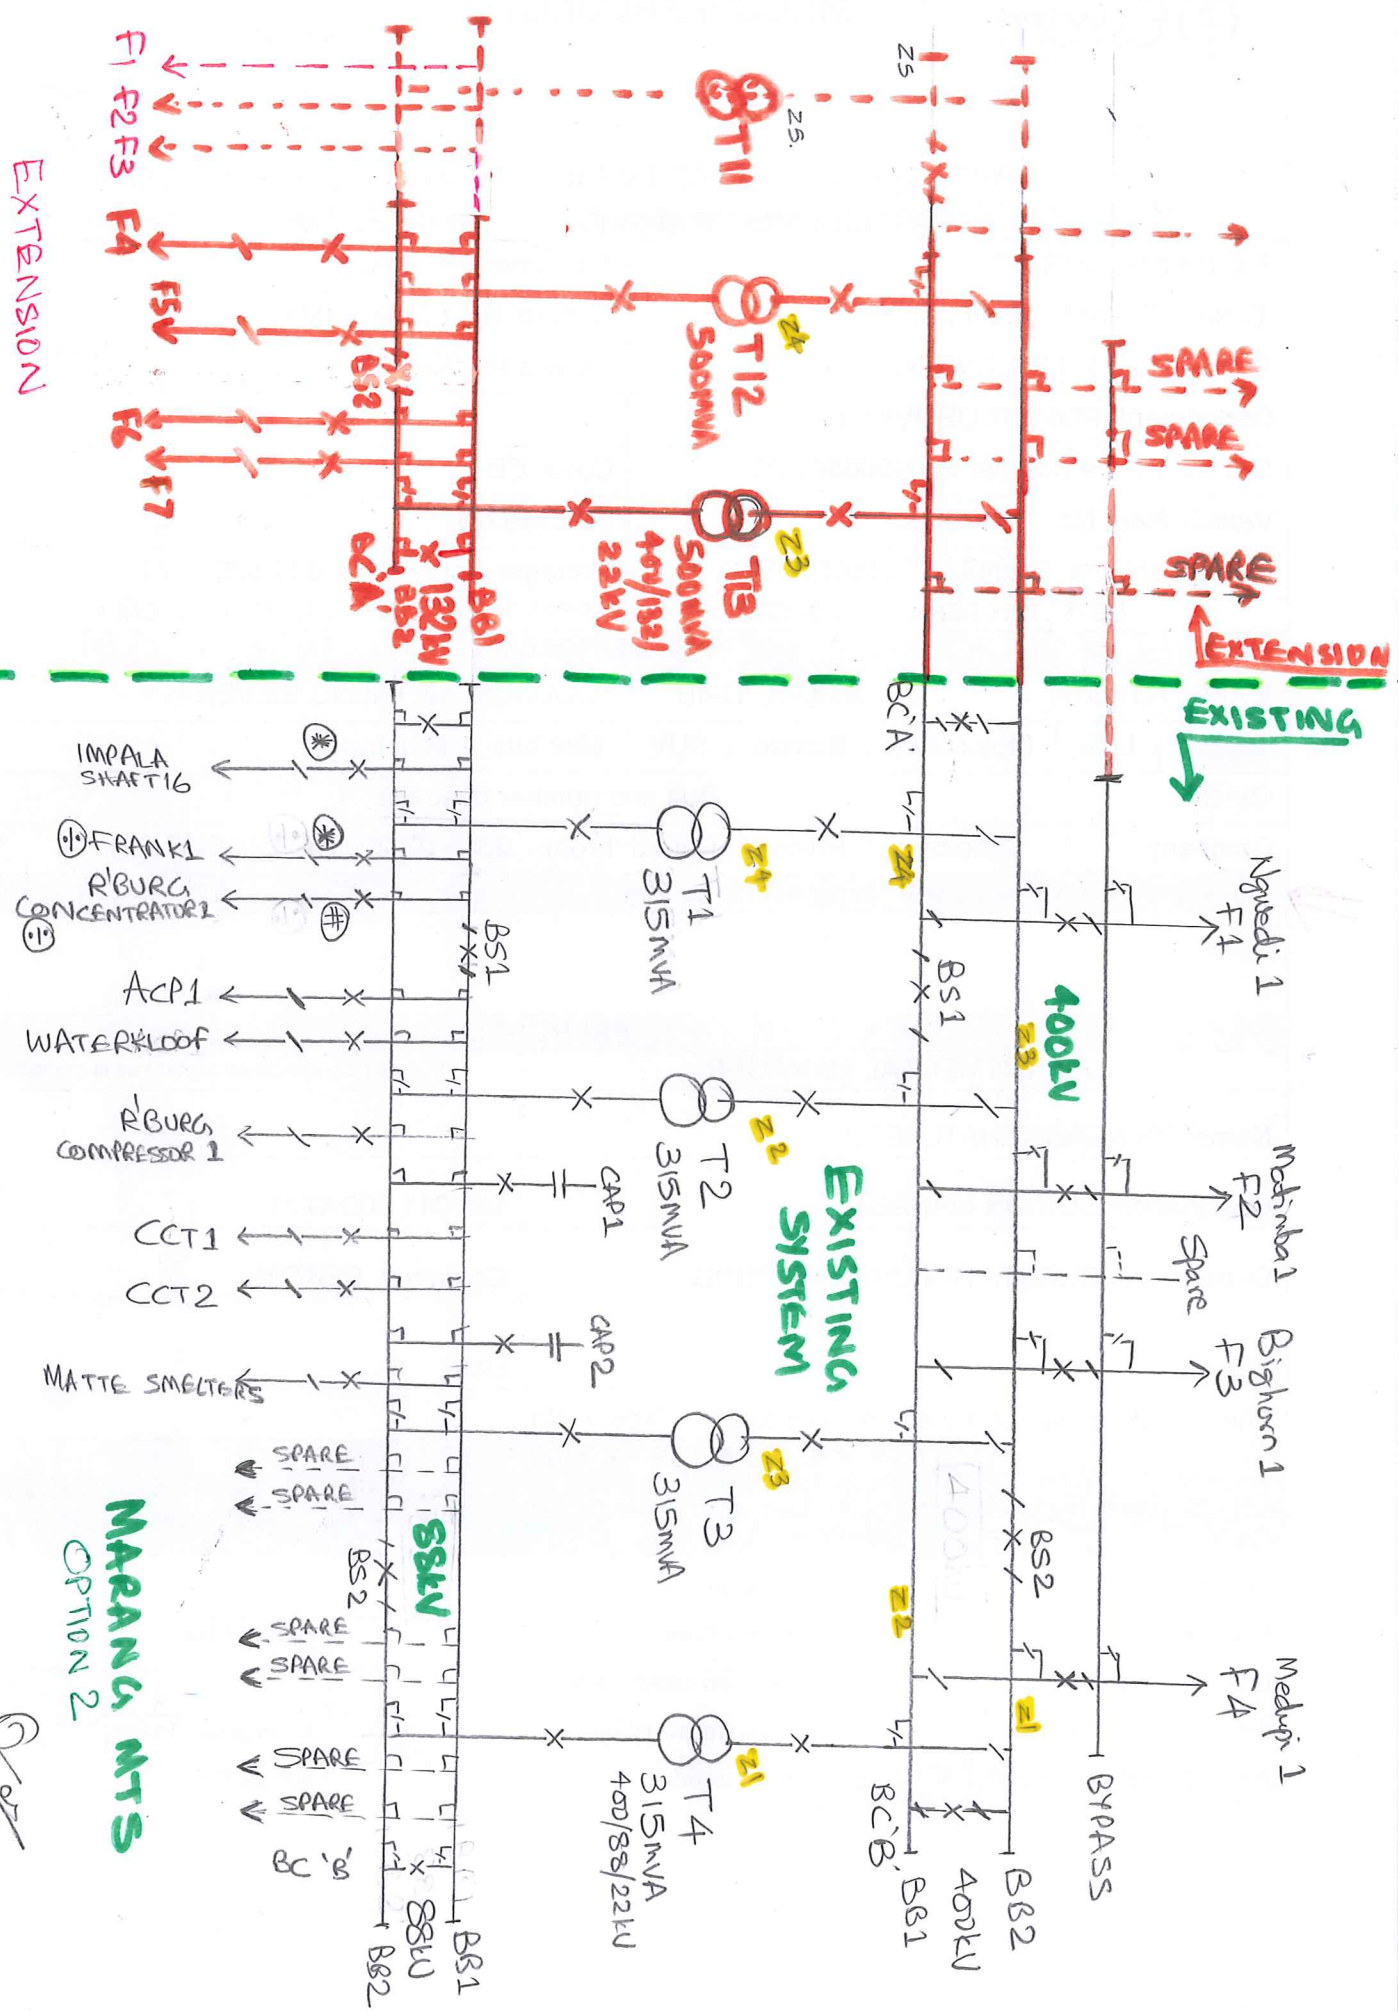 F1
F2
F3
F4
F5
F6
F7
EXTENSION
BS2
BC'A'
BB2
132kV
BB1
Z5
Z5.
T11
Z4
T12
500MVA
Z3
T13
500MVA
400/132/
22kV
SPARE
SPARE
SPARE
EXTENSION
EXISTING
IMPALA
SHAFT16
FRANK1
R'BURG
CONCENTRATOR1
ACP1
WATERKLOOF
R'BURG
COMPRESSOR 1
CCT1
CCT2
MATTE SMELTERS
SPARE
SPARE
SPARE
SPARE
SPARE
SPARE
BC 'B'
BS1
CAP1
CAP2
BS2
88kV
88kV
BB1
BB2
Z4
T1
315MVA
Z2
T2
315MVA
Z3
T3
315MVA
Z1
T4
315MVA
400/88/22kV
EXISTING
SYSTEM
BC'A'
Z4
BS1
Z3
400kV
400kV
BS2
Z2
Z1
BC'B'
BB1
400kV
BB2
BYPASS
Ngwedi 1
F1
Matimba1
F2
Spare
Bighorn1
F3
Medupi 1
F4
MARANG MTS
OPTION 2